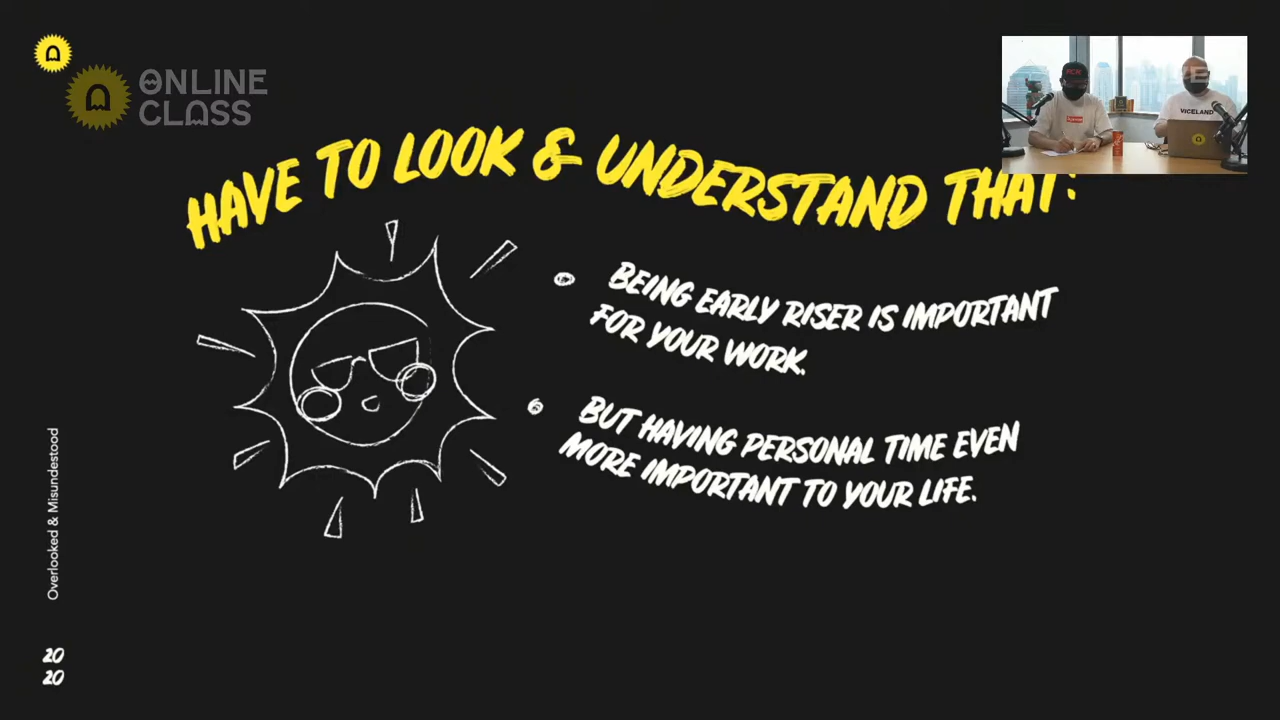 ONLINE
CLASS
HAVE TO LOOK & UNDERSTAND THAT:
BEING EARLY RISER IS IMPORTANT
FOR YOUR WORK.
BUT HAVING PERSONAL TIME EVEN
MORE IMPORTANT TO YOUR LIFE.
Overlooked & Misundestood
20
20
VICELAND